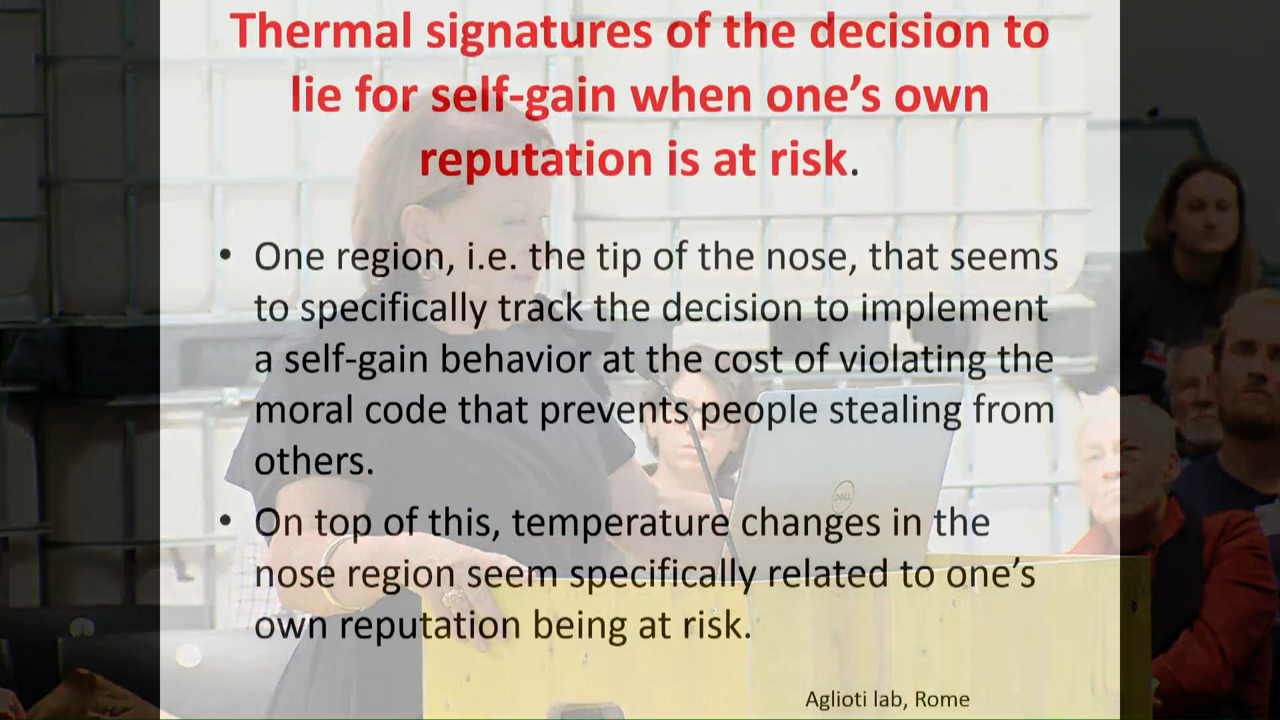 Thermal signatures of the decision to
lie for self-gain when one's own
reputation is at risk.
• One region, i.e. the tip of the nose, that seems
to specifically track the decision to implement
a self-gain behavior at the cost of violating the
moral code that prevents people stealing from
others.
• On top of this, temperature changes in the
nose region seem specifically related to one's
own reputation being at risk.
DELL
Aglioti lab, Rome